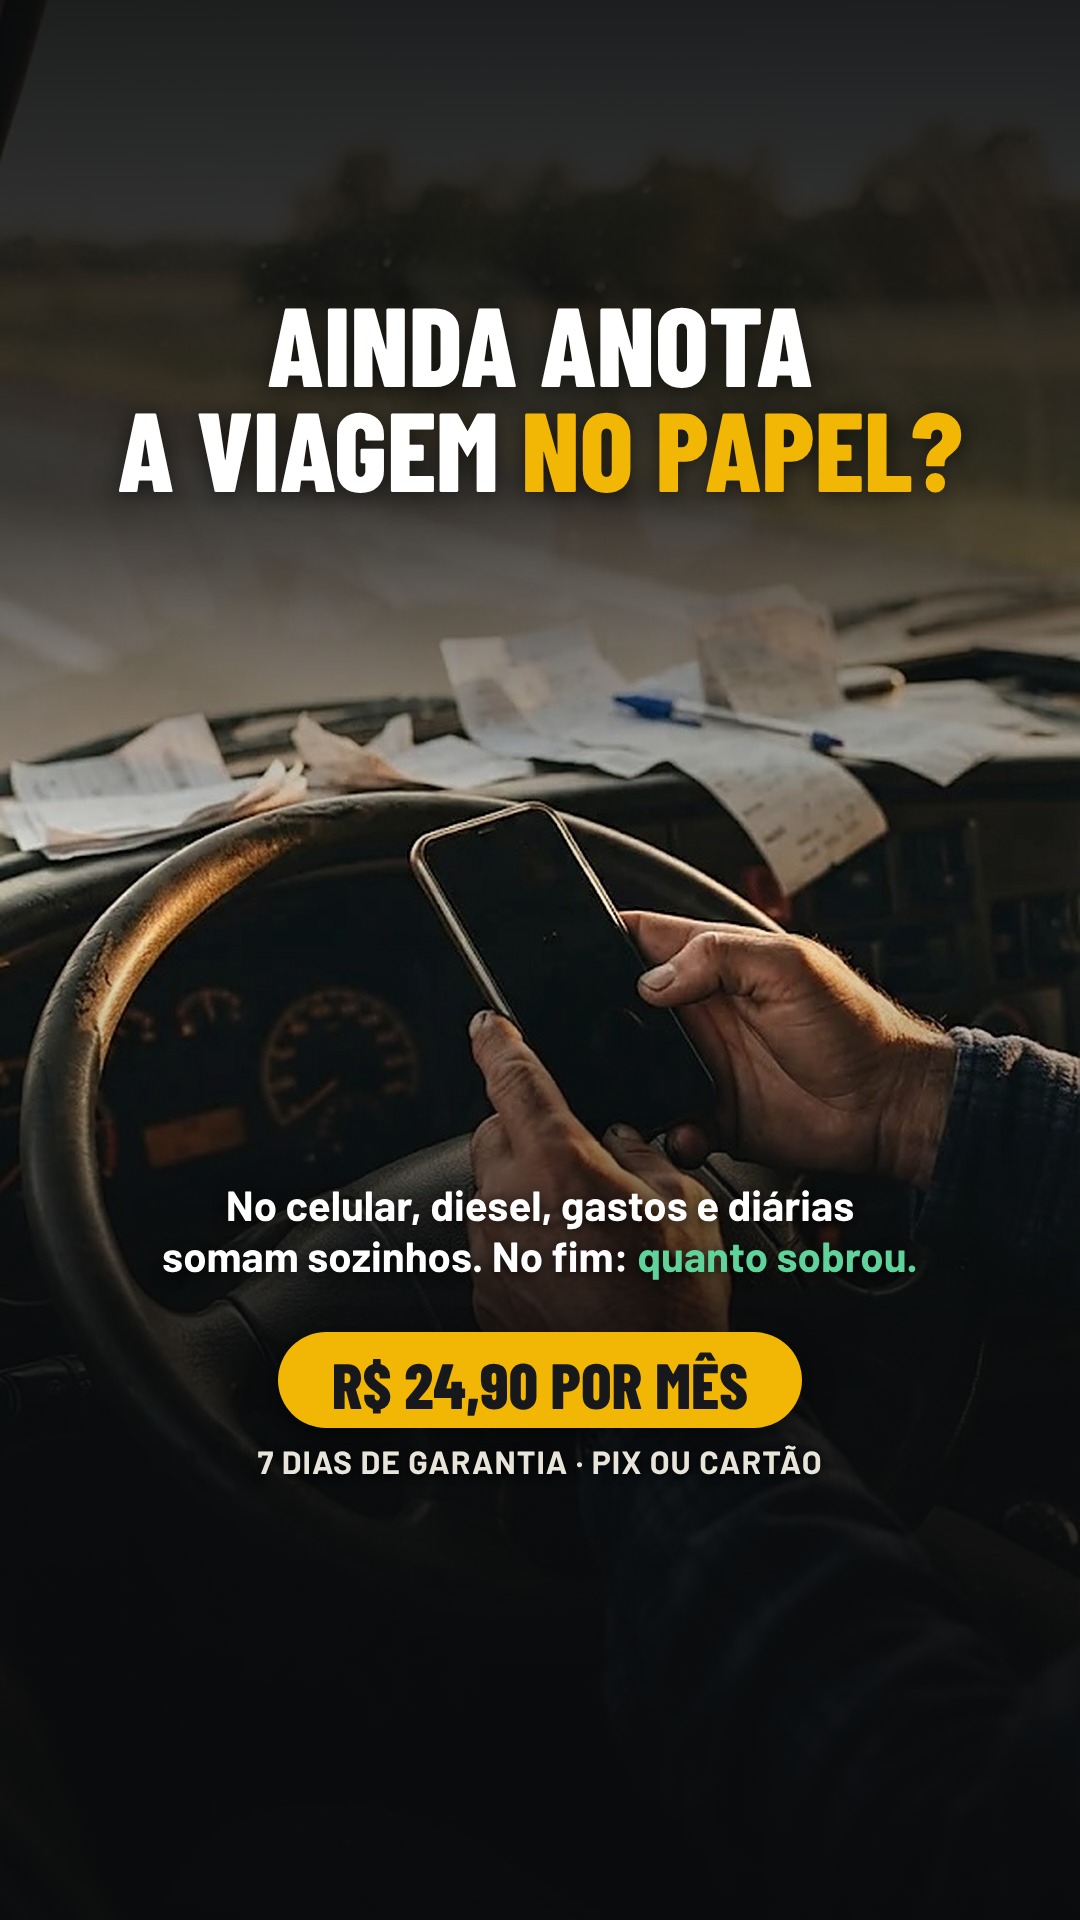 AINDA ANOTA
A VIAGEM NO PAPEL?
No celular, diesel, gastos e diárias
somam sozinhos. No fim: quanto sobrou.
R$ 24,90 POR MÊS
7 DIAS DE GARANTIA · PIX OU CARTÃO